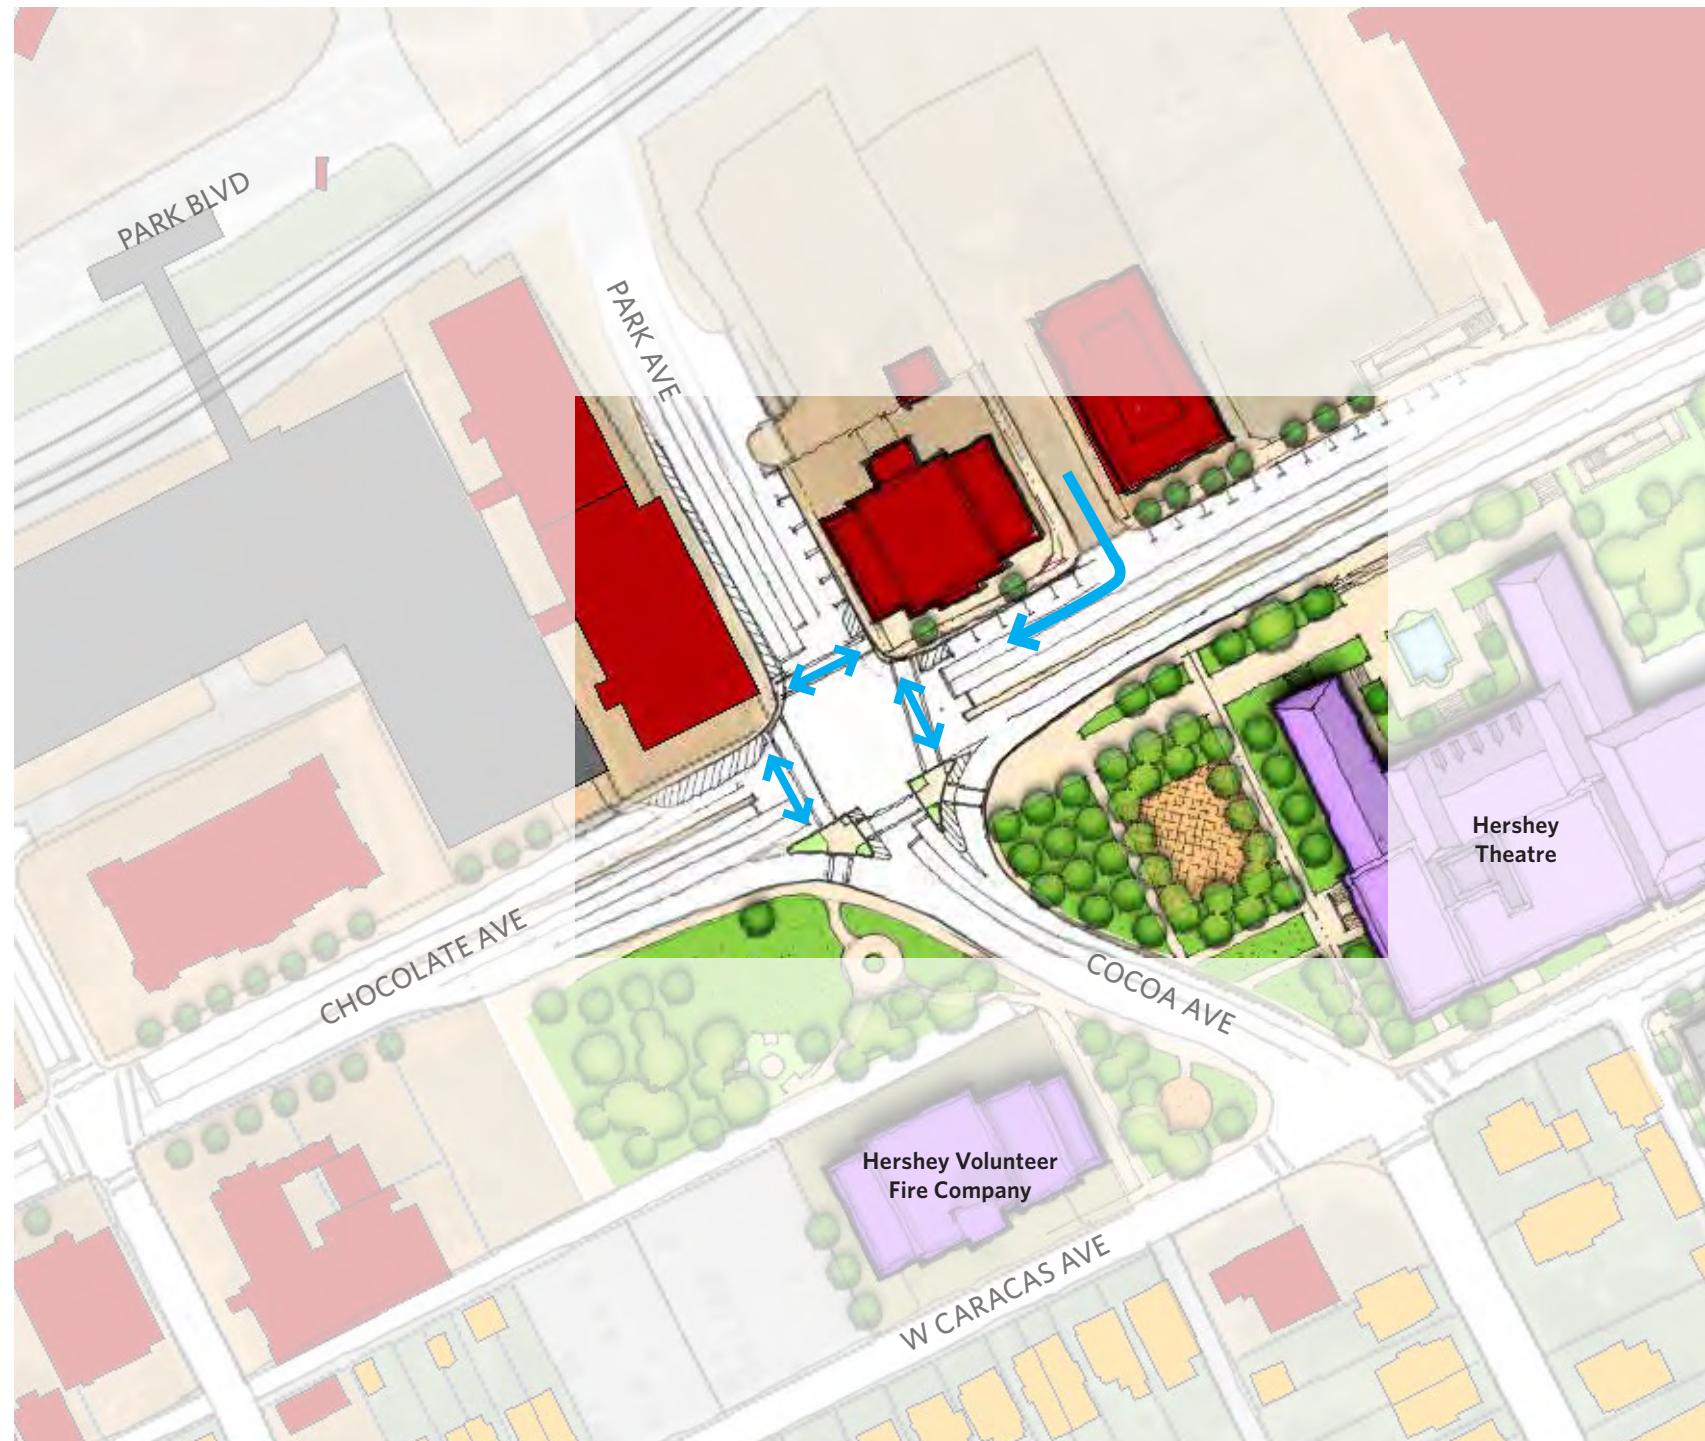 PARK BLVD
PARK AVE
Hershey
Theatre
CHOCOLATE AVE
COCOA AVE
Hershey Volunteer
Fire Company
W CARACAS AVE